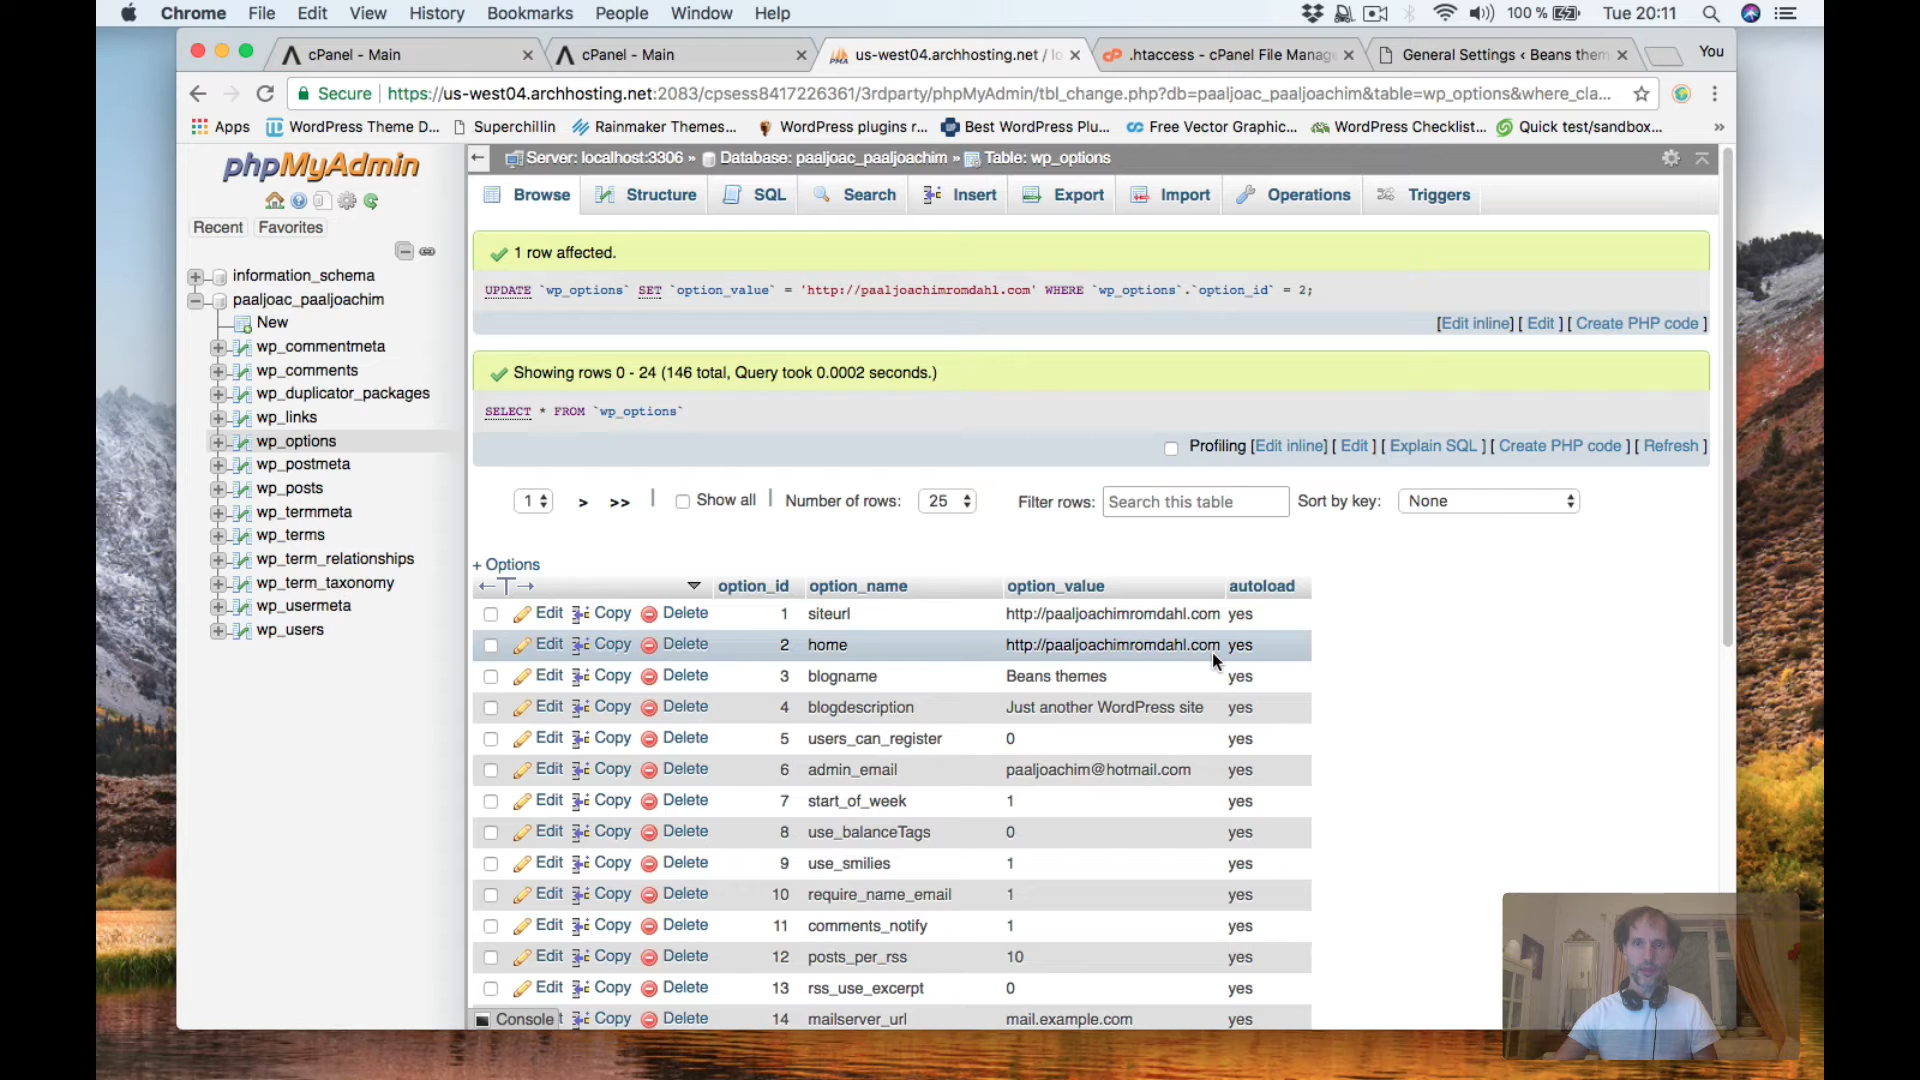 Chrome File Edit View History Bookmarks People Window Help 100 % Tue 20:11
cPanel - Main cPanel - Main us-west04.archhosting.net / lo .htaccess - cPanel File Manag General Settings ‹ Beans them You
Secure https://us-west04.archhosting.net:2083/cpsess8417226361/3rdparty/phpMyAdmin/tbl_change.php?db=paaljoac_paaljoachim&table=wp_options&where_cla...
Apps WordPress Theme D... Superchillin Rainmaker Themes... WordPress plugins r... Best WordPress Plu... Free Vector Graphic... WordPress Checklist... Quick test/sandbox... »
phpMyAdmin
Recent Favorites
information_schema
paaljoac_paaljoachim
New
wp_commentmeta
wp_comments
wp_duplicator_packages
wp_links
wp_options
wp_postmeta
wp_posts
wp_termmeta
wp_terms
wp_term_relationships
wp_term_taxonomy
wp_usermeta
wp_users
Server: localhost:3306 » Database: paaljoac_paaljoachim » Table: wp_options
Browse Structure SQL Search Insert Export Import Operations Triggers
1 row affected.
UPDATE `wp_options` SET `option_value` = 'http://paaljoachimromdahl.com' WHERE `wp_options`.`option_id` = 2;
[Edit inline] [ Edit ] [ Create PHP code ]
Showing rows 0 - 24 (146 total, Query took 0.0002 seconds.)
SELECT * FROM `wp_options`
Profiling [Edit inline] [ Edit ] [ Explain SQL ] [ Create PHP code ] [ Refresh ]
1 > >> | Show all | Number of rows: 25 Filter rows: Search this table Sort by key: None
+ Options
←T→ option_id option_name option_value autoload
Edit Copy Delete 1 siteurl http://paaljoachimromdahl.com yes
Edit Copy Delete 2 home http://paaljoachimromdahl.com yes
Edit Copy Delete 3 blogname Beans themes yes
Edit Copy Delete 4 blogdescription Just another WordPress site yes
Edit Copy Delete 5 users_can_register 0 yes
Edit Copy Delete 6 admin_email paaljoachim@hotmail.com yes
Edit Copy Delete 7 start_of_week 1 yes
Edit Copy Delete 8 use_balanceTags 0 yes
Edit Copy Delete 9 use_smilies 1 yes
Edit Copy Delete 10 require_name_email 1 yes
Edit Copy Delete 11 comments_notify 1 yes
Edit Copy Delete 12 posts_per_rss 10 yes
Edit Copy Delete 13 rss_use_excerpt 0 yes
Console t Copy Delete 14 mailserver_url mail.example.com yes